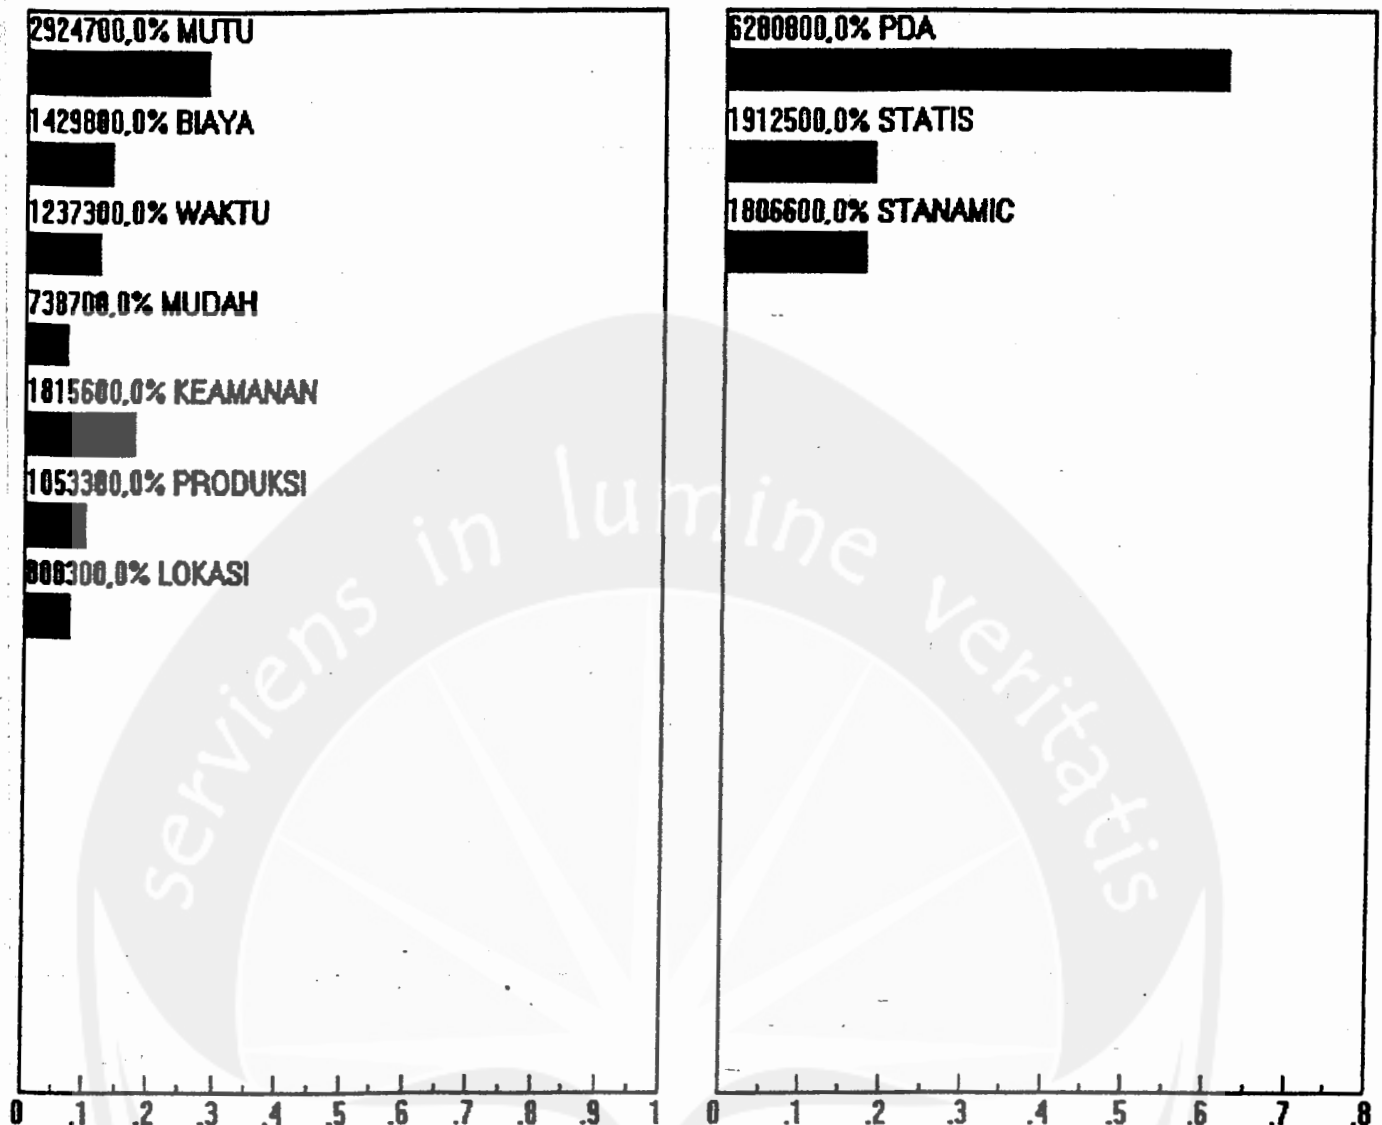 2924700,0% MUTU
1429800,0% BIAYA
1237300,0% WAKTU
738700,0% MUDAH
1815600,0% KEAMANAN
1053300,0% PRODUKSI
800300,0% LOKASI
0 .1 .2 .3 .4 .5 .6 .7 .8 .9 1
6280800,0% PDA
1912500,0% STATIS
1806600,0% STANAMIC
0 .1 .2 .3 .4 .5 .6 .7 .8
serviens in lumine veritatis